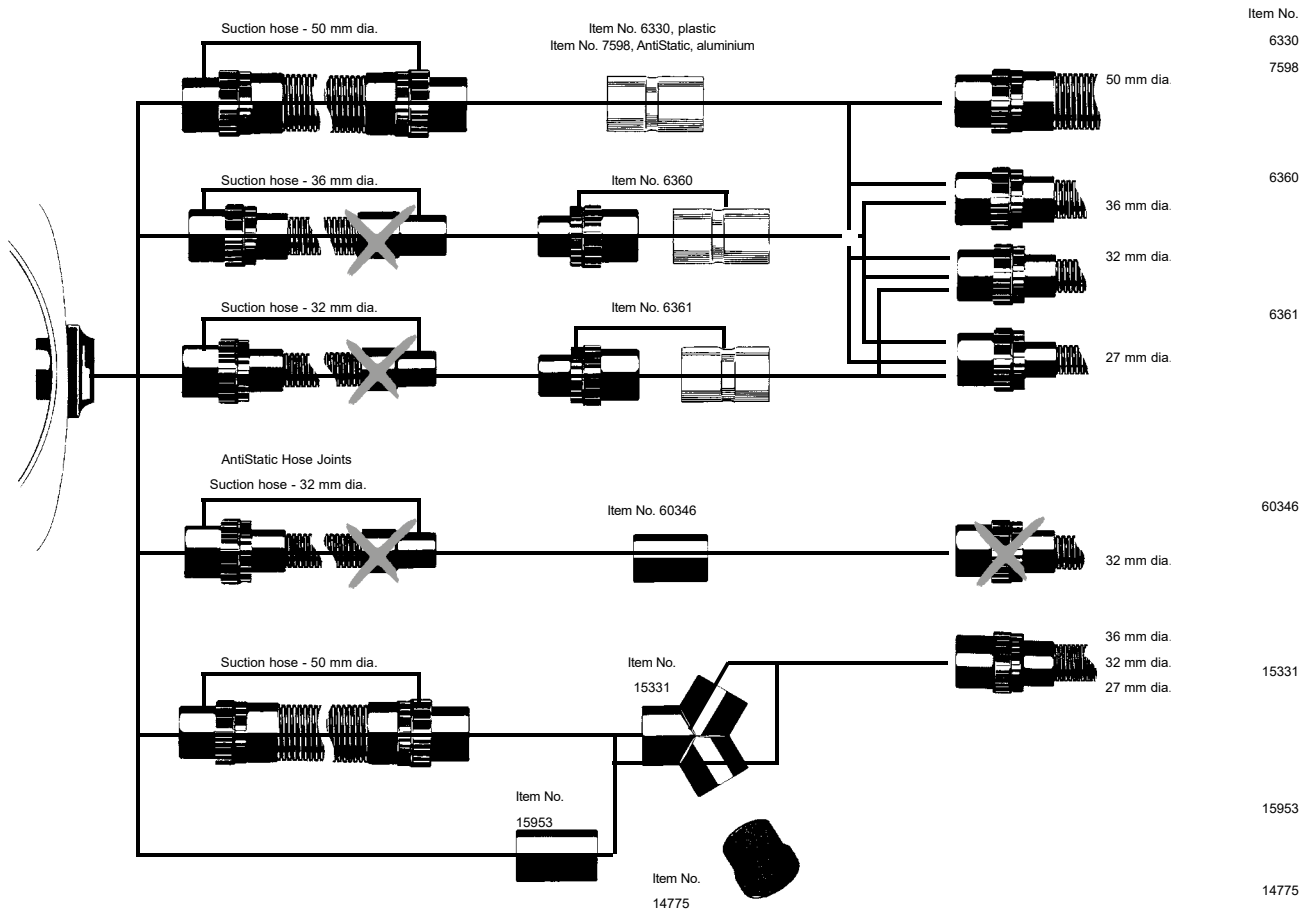 Item No.
Suction hose - 50 mm dia.
Item No. 6330, plastic
Item No. 7598, AntiStatic, aluminium
6330
7598
50 mm dia.
Suction hose - 36 mm dia.
Item No. 6360
6360
36 mm dia.
32 mm dia.
Suction hose - 32 mm dia.
Item No. 6361
6361
27 mm dia.
AntiStatic Hose Joints
Suction hose - 32 mm dia.
Item No. 60346
60346
32 mm dia.
Suction hose - 50 mm dia.
Item No.
15331
36 mm dia.
32 mm dia.
27 mm dia.
15331
Item No.
15953
15953
Item No.
14775
14775